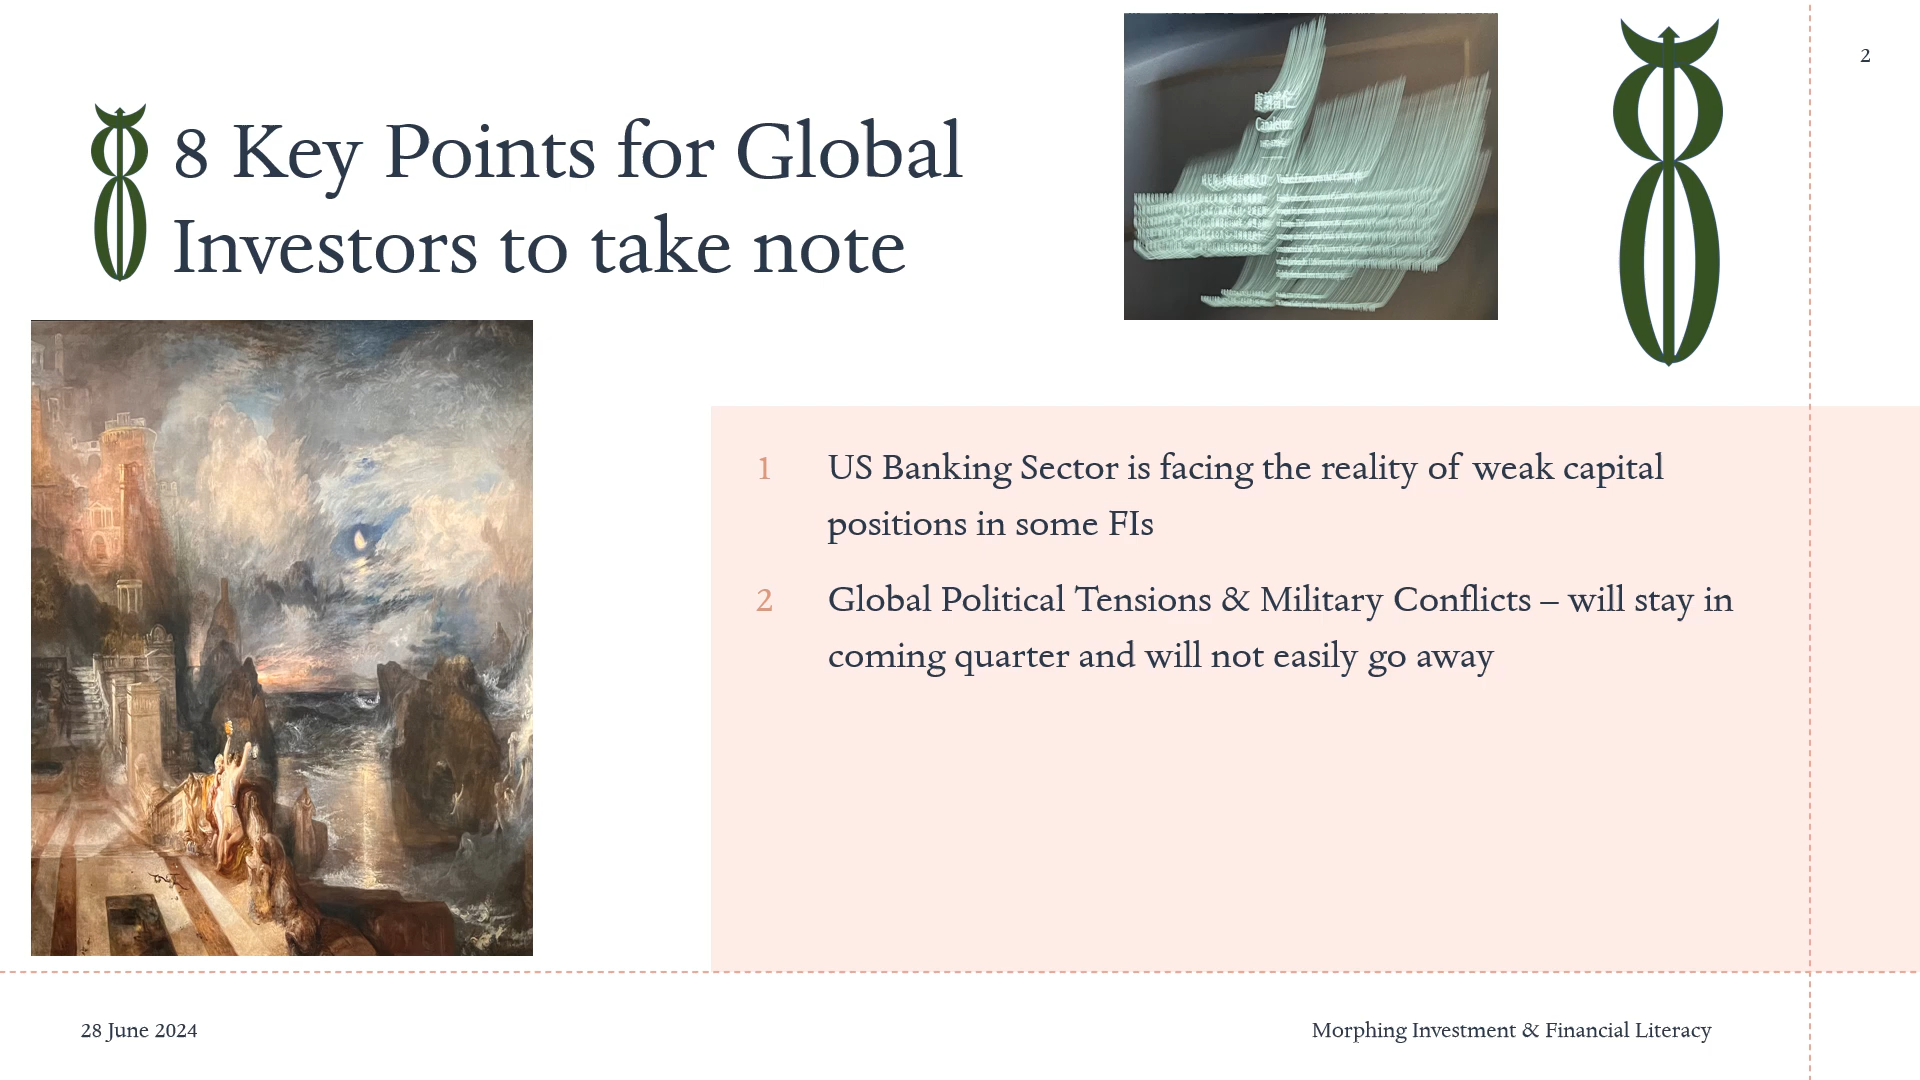 2
8 Key Points for Global
Investors to take note
Canaletto
1 US Banking Sector is facing the reality of weak capital
positions in some FIs
2 Global Political Tensions & Military Conflicts – will stay in
coming quarter and will not easily go away
28 June 2024
Morphing Investment & Financial Literacy